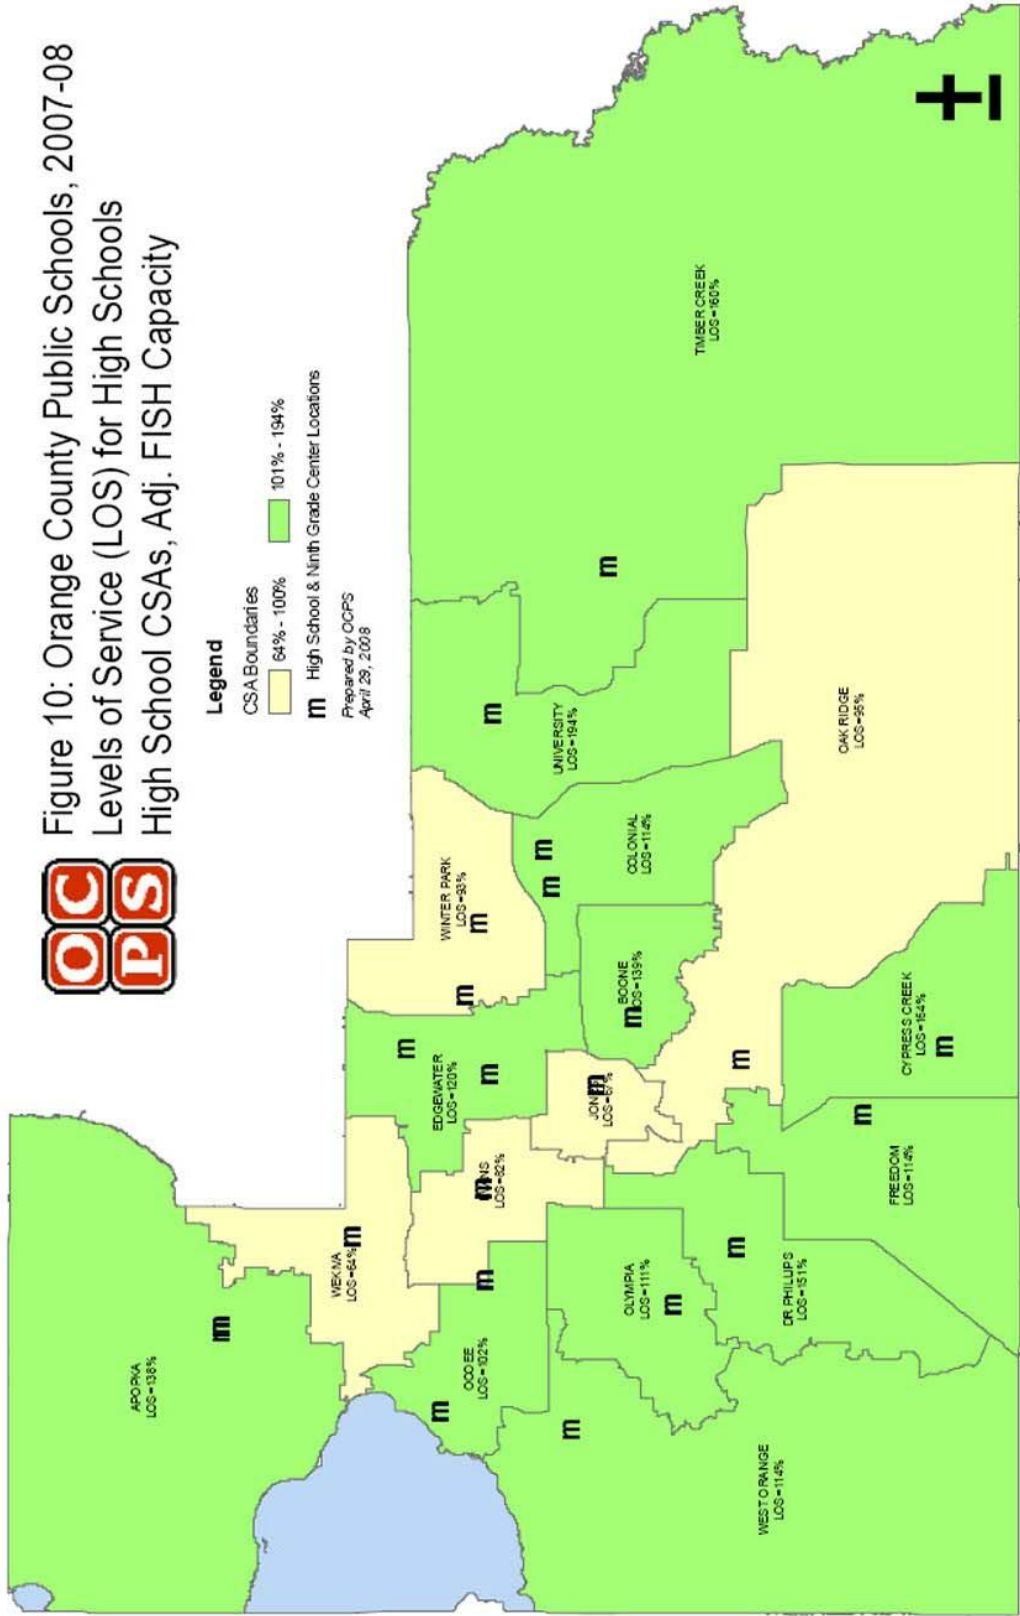 OC
PS
Figure 10: Orange County Public Schools, 2007-08
Levels of Service (LOS) for High Schools
High School CSAs, Adj. FISH Capacity
Legend
CSA Boundaries
64% - 100%
101% - 194%
m High School & Ninth Grade Center Locations
Prepared by OCPS
April 29, 2008
APOPKA
LOS=138%
WEKIVA
LOS=64%
OCOEE
LOS=102%
LOS=82%
EDGEWATER
LOS=120%
WINTER PARK
LOS=93%
UNIVERSITY
LOS=194%
TIMBER CREEK
LOS=160%
COLONIAL
LOS=114%
BOONE
LOS=139%
OLYMPIA
LOS=111%
WEST ORANGE
LOS=114%
DR PHILLIPS
LOS=151%
FREEDOM
LOS=114%
CYPRESS CREEK
OAK RIDGE
LOS=95%